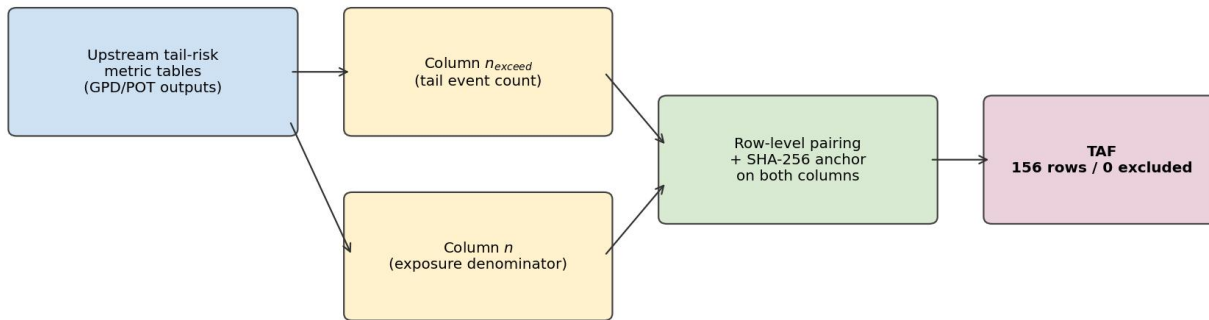 Upstream tail-risk
metric tables
(GPD/POT outputs)
Column n_exceed
(tail event count)
Column n
(exposure denominator)
Row-level pairing
+ SHA-256 anchor
on both columns
TAF
156 rows / 0 excluded